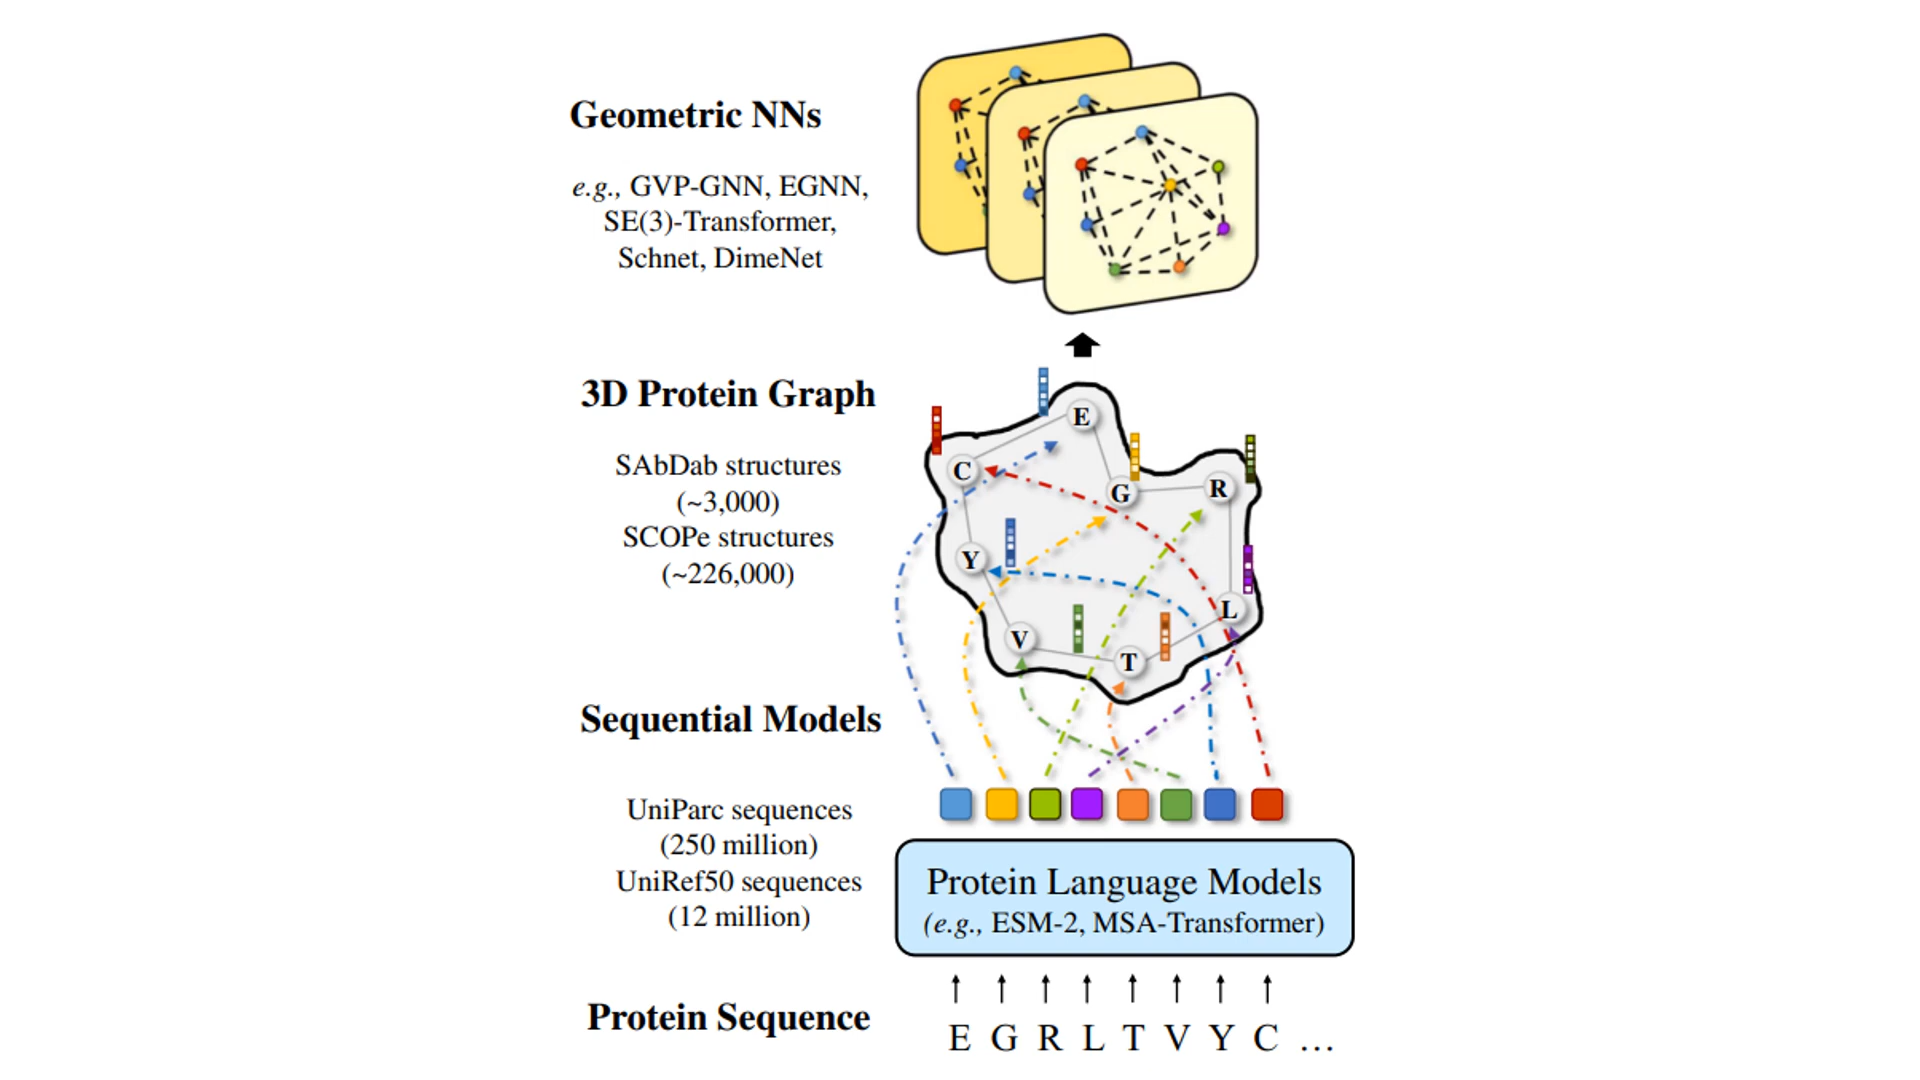 Geometric NNs
e.g., GVP-GNN, EGNN,
SE(3)-Transformer,
Schnet, DimeNet
3D Protein Graph
SAbDab structures
(~3,000)
SCOPe structures
(~226,000)
E
C
G
R
Y
L
V
T
Sequential Models
UniParc sequences
(250 million)
UniRef50 sequences
(12 million)
Protein Language Models
(e.g., ESM-2, MSA-Transformer)
Protein Sequence
E G R L T V Y C ...